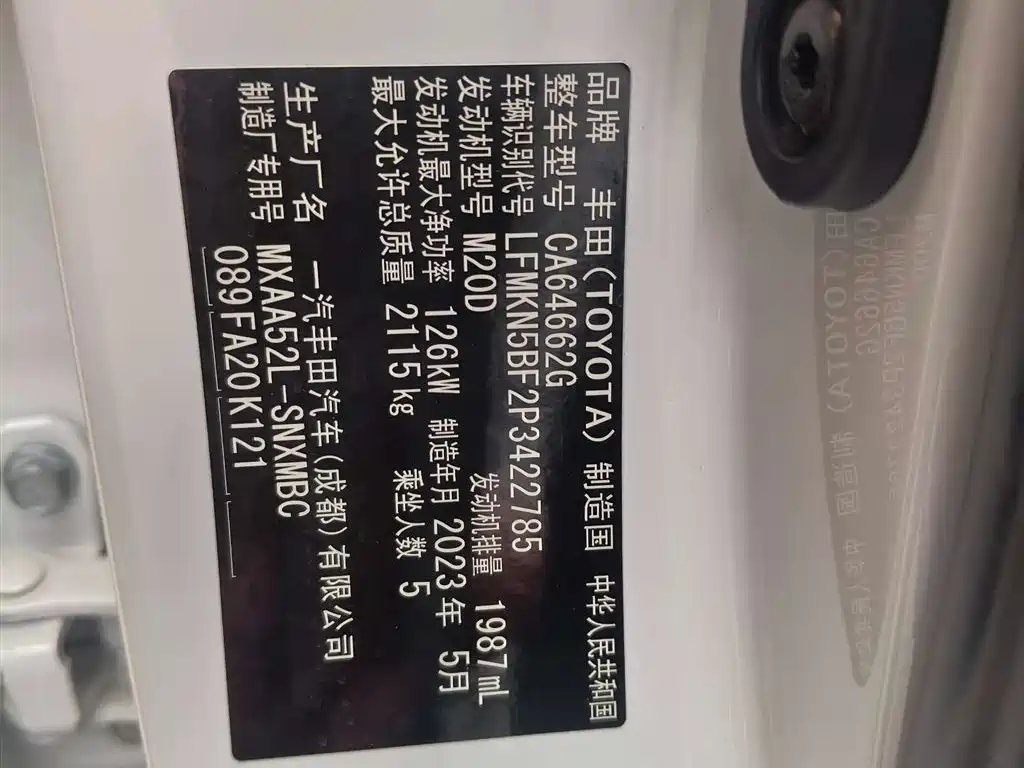 品牌 丰田(TOYOTA) 制造国 中华人民共和国
整车型号 CA64662G
车辆识别代号 LFMKN5BF2P3422785
发动机型号 M20D 发动机排量 1987mL
发动机最大净功率 126kW 制造年月 2023年 5月
最大允许总质量 2115kg 乘坐人数 5
生产厂名 一汽丰田汽车(成都)有限公司
制造厂专用号 MXAA52L-SNXMBC
089FA20K121